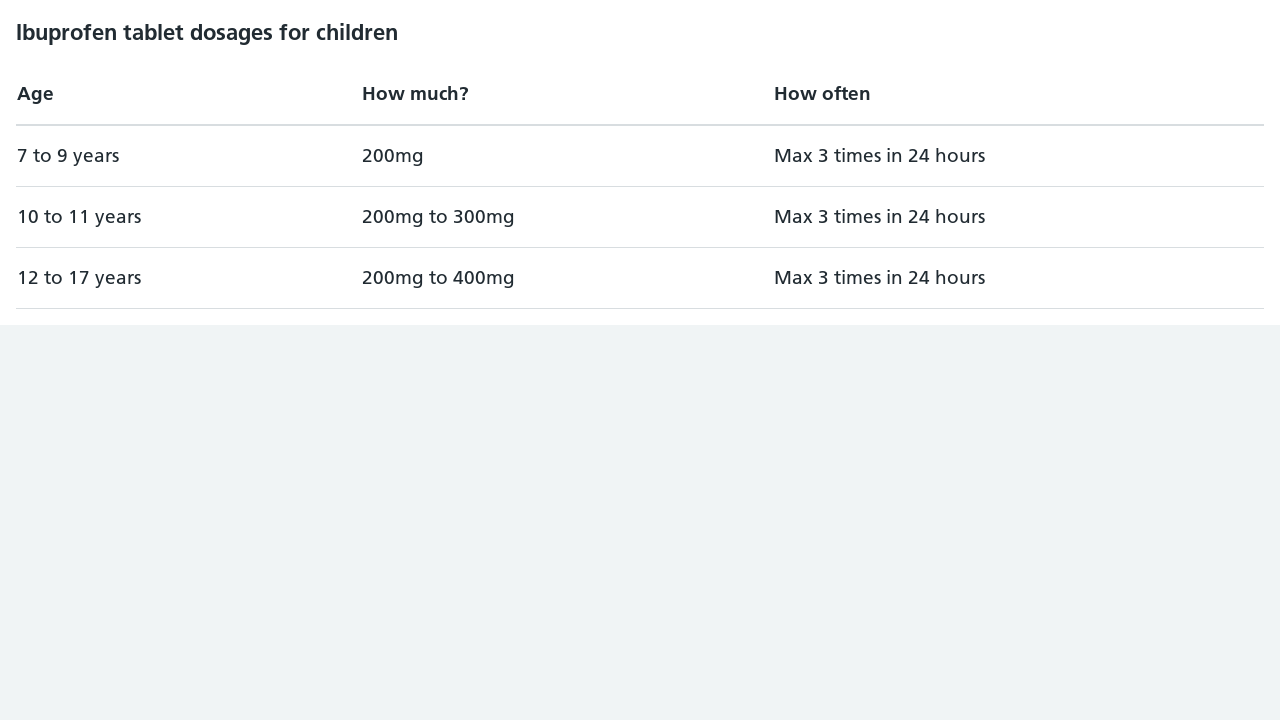 Ibuprofen tablet dosages for children
Age How much? How often
7 to 9 years 200mg Max 3 times in 24 hours
10 to 11 years 200mg to 300mg Max 3 times in 24 hours
12 to 17 years 200mg to 400mg Max 3 times in 24 hours